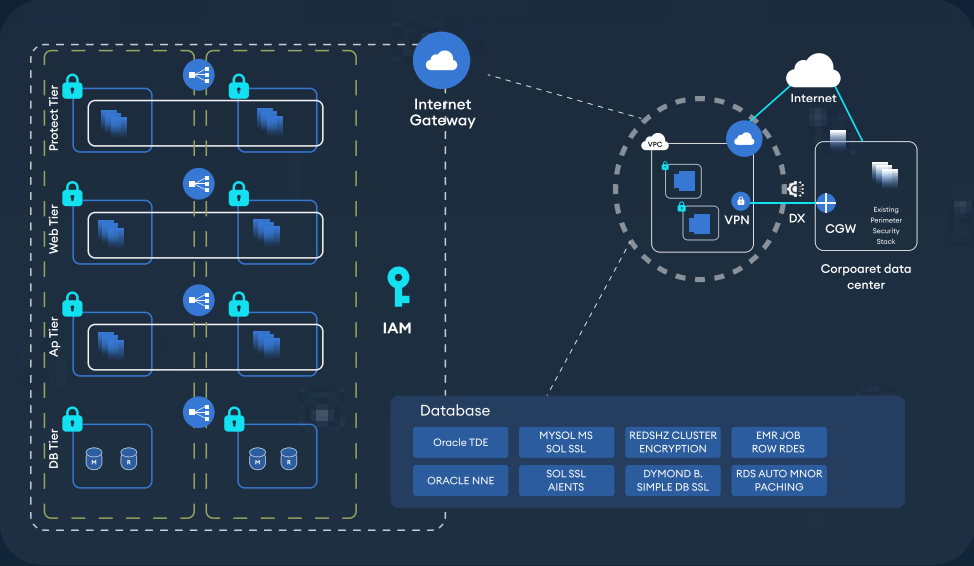 Protect Tier
Web Tier
Ap Tier
DB Tier
M
R
M
R
Internet
Gateway
IAM
VPC
VPN
Internet
DX
CGW
Existing
Perimeter
Security
Stack
Corpoaret data
center
Database
Oracle TDE
MYSOL MS
SOL SSL
REDSHZ CLUSTER
ENCRYPTION
EMR JOB
ROW RDES
ORACLE NNE
SOL SSL
AIENTS
DYMOND B.
SIMPLE DB SSL
RDS AUTO MNOR
PACHING